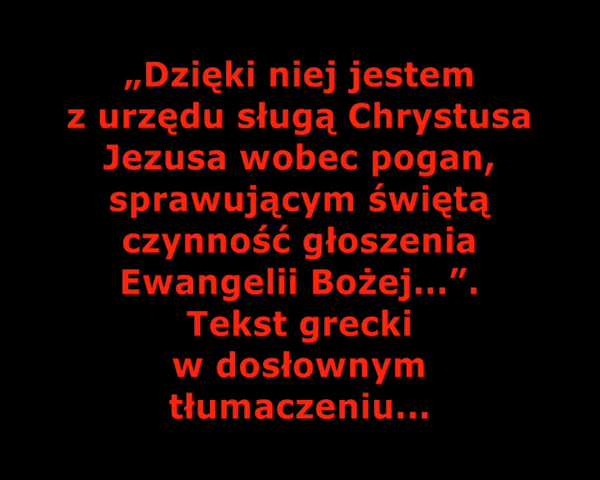 „Dzięki niej jestem
z urzędu sługą Chrystusa
Jezusa wobec pogan,
sprawującym świętą
czynność głoszenia
Ewangelii Bożej...”.
Tekst grecki
w dosłownym
tłumaczeniu...